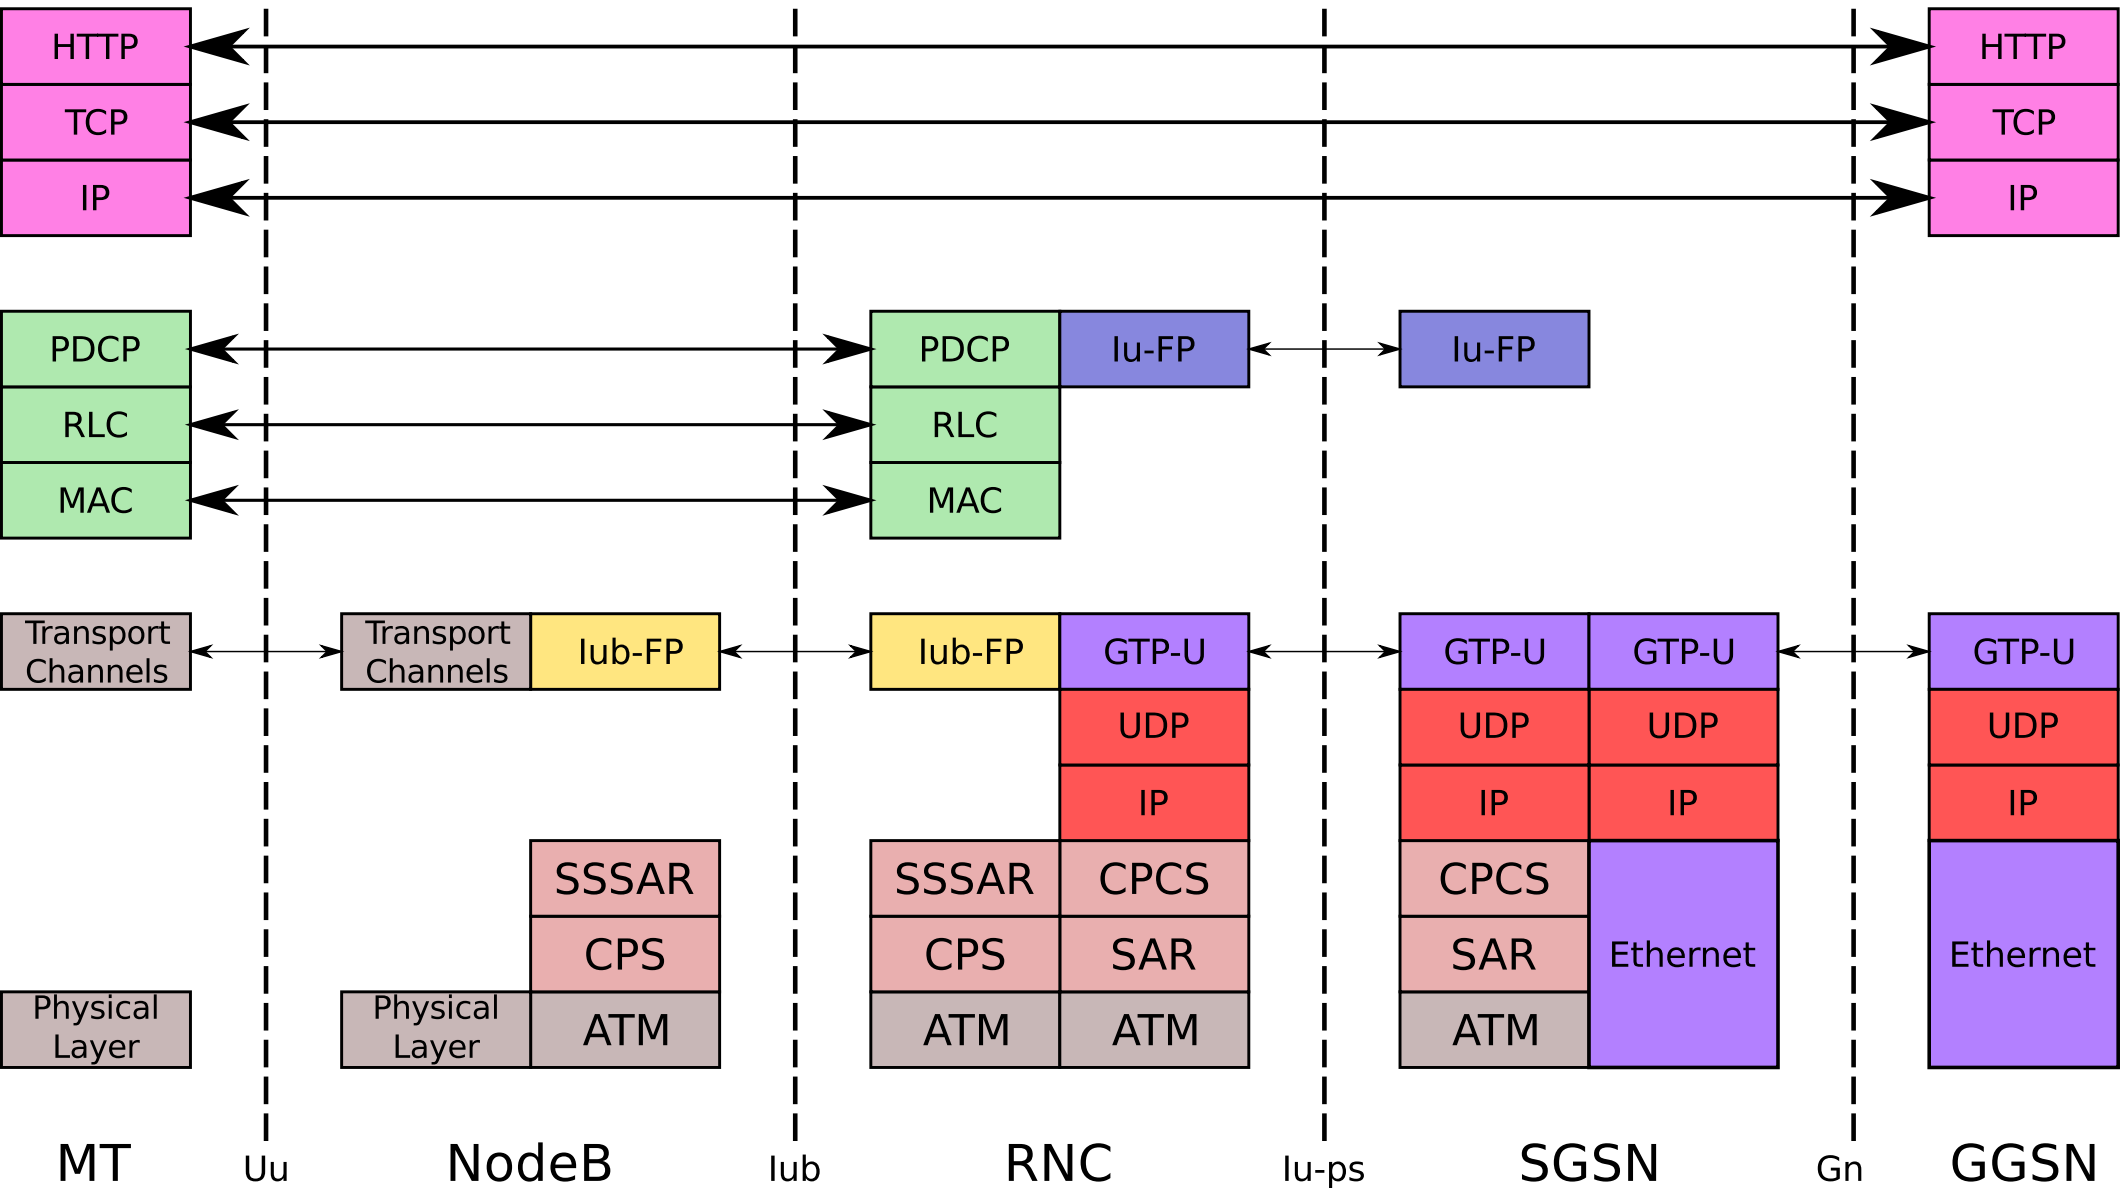 HTTP HTTP
TCP TCP
IP IP
PDCP PDCP Iu-FP Iu-FP
RLC RLC
MAC MAC
Transport Transport
Channels Channels
Iub-FP Iub-FP GTP-U GTP-U GTP-U GTP-U
UDP UDP UDP UDP
IP IP IP IP
SSSAR SSSAR CPCS CPCS
CPS CPS SAR SAR Ethernet Ethernet
Physical Physical
Layer Layer
ATM ATM ATM ATM
MT Uu NodeB Iub RNC Iu-ps SGSN Gn GGSN